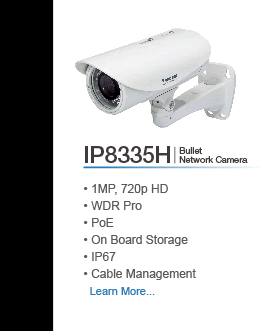 IP8335H | Bullet
Network Camera
• 1MP, 720p HD
• WDR Pro
• PoE
• On Board Storage
• IP67
• Cable Management
Learn More...